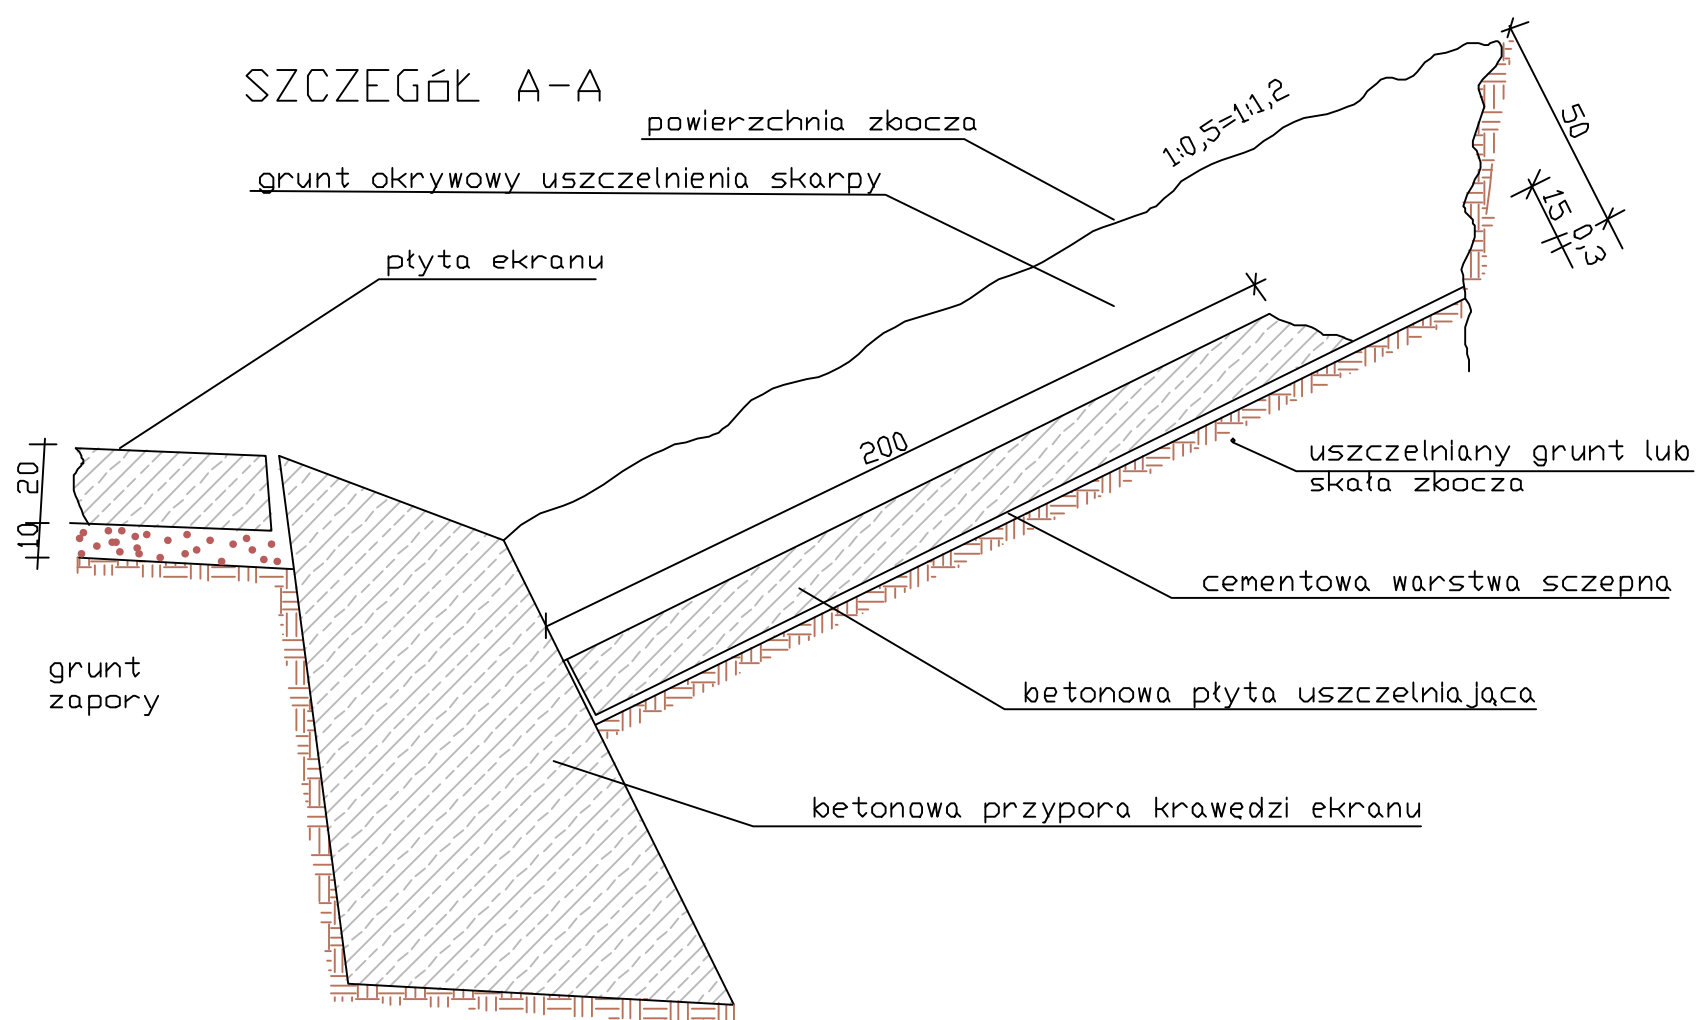 SZCZEGóŁ A-A
powierzchnia zbocza
1:0,5=1:1,2
50
grunt okrywowy uszczelnienia skarpy
15
0,3
płyta ekranu
200
uszczelniany grunt lub
skała zbocza
20
10
cementowa warstwa sczepna
grunt
zapory
betonowa płyta uszczelniająca
betonowa przypora krawędzi ekranu